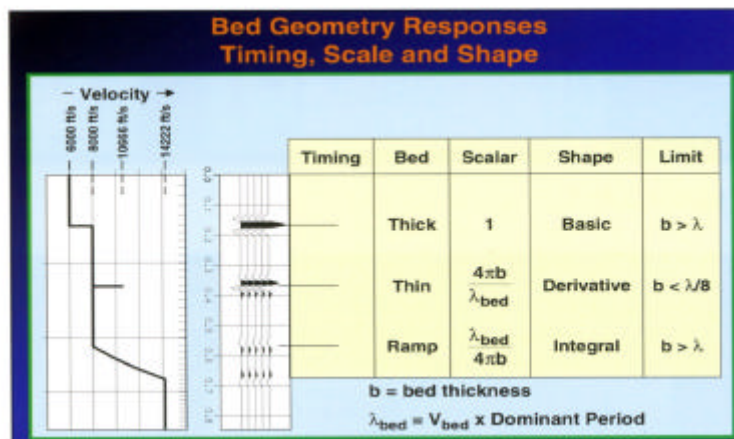 Bed Geometry Responses
Timing, Scale and Shape
Velocity
6000 ft/s
8000 ft/s
10666 ft/s
14222 ft/s
Timing Bed Scalar Shape Limit
Thick 1 Basic b > λ
Thin 4πb / λbed Derivative b < λ/8
Ramp λbed / 4πb Integral b > λ
b = bed thickness
λbed = Vbed x Dominant Period